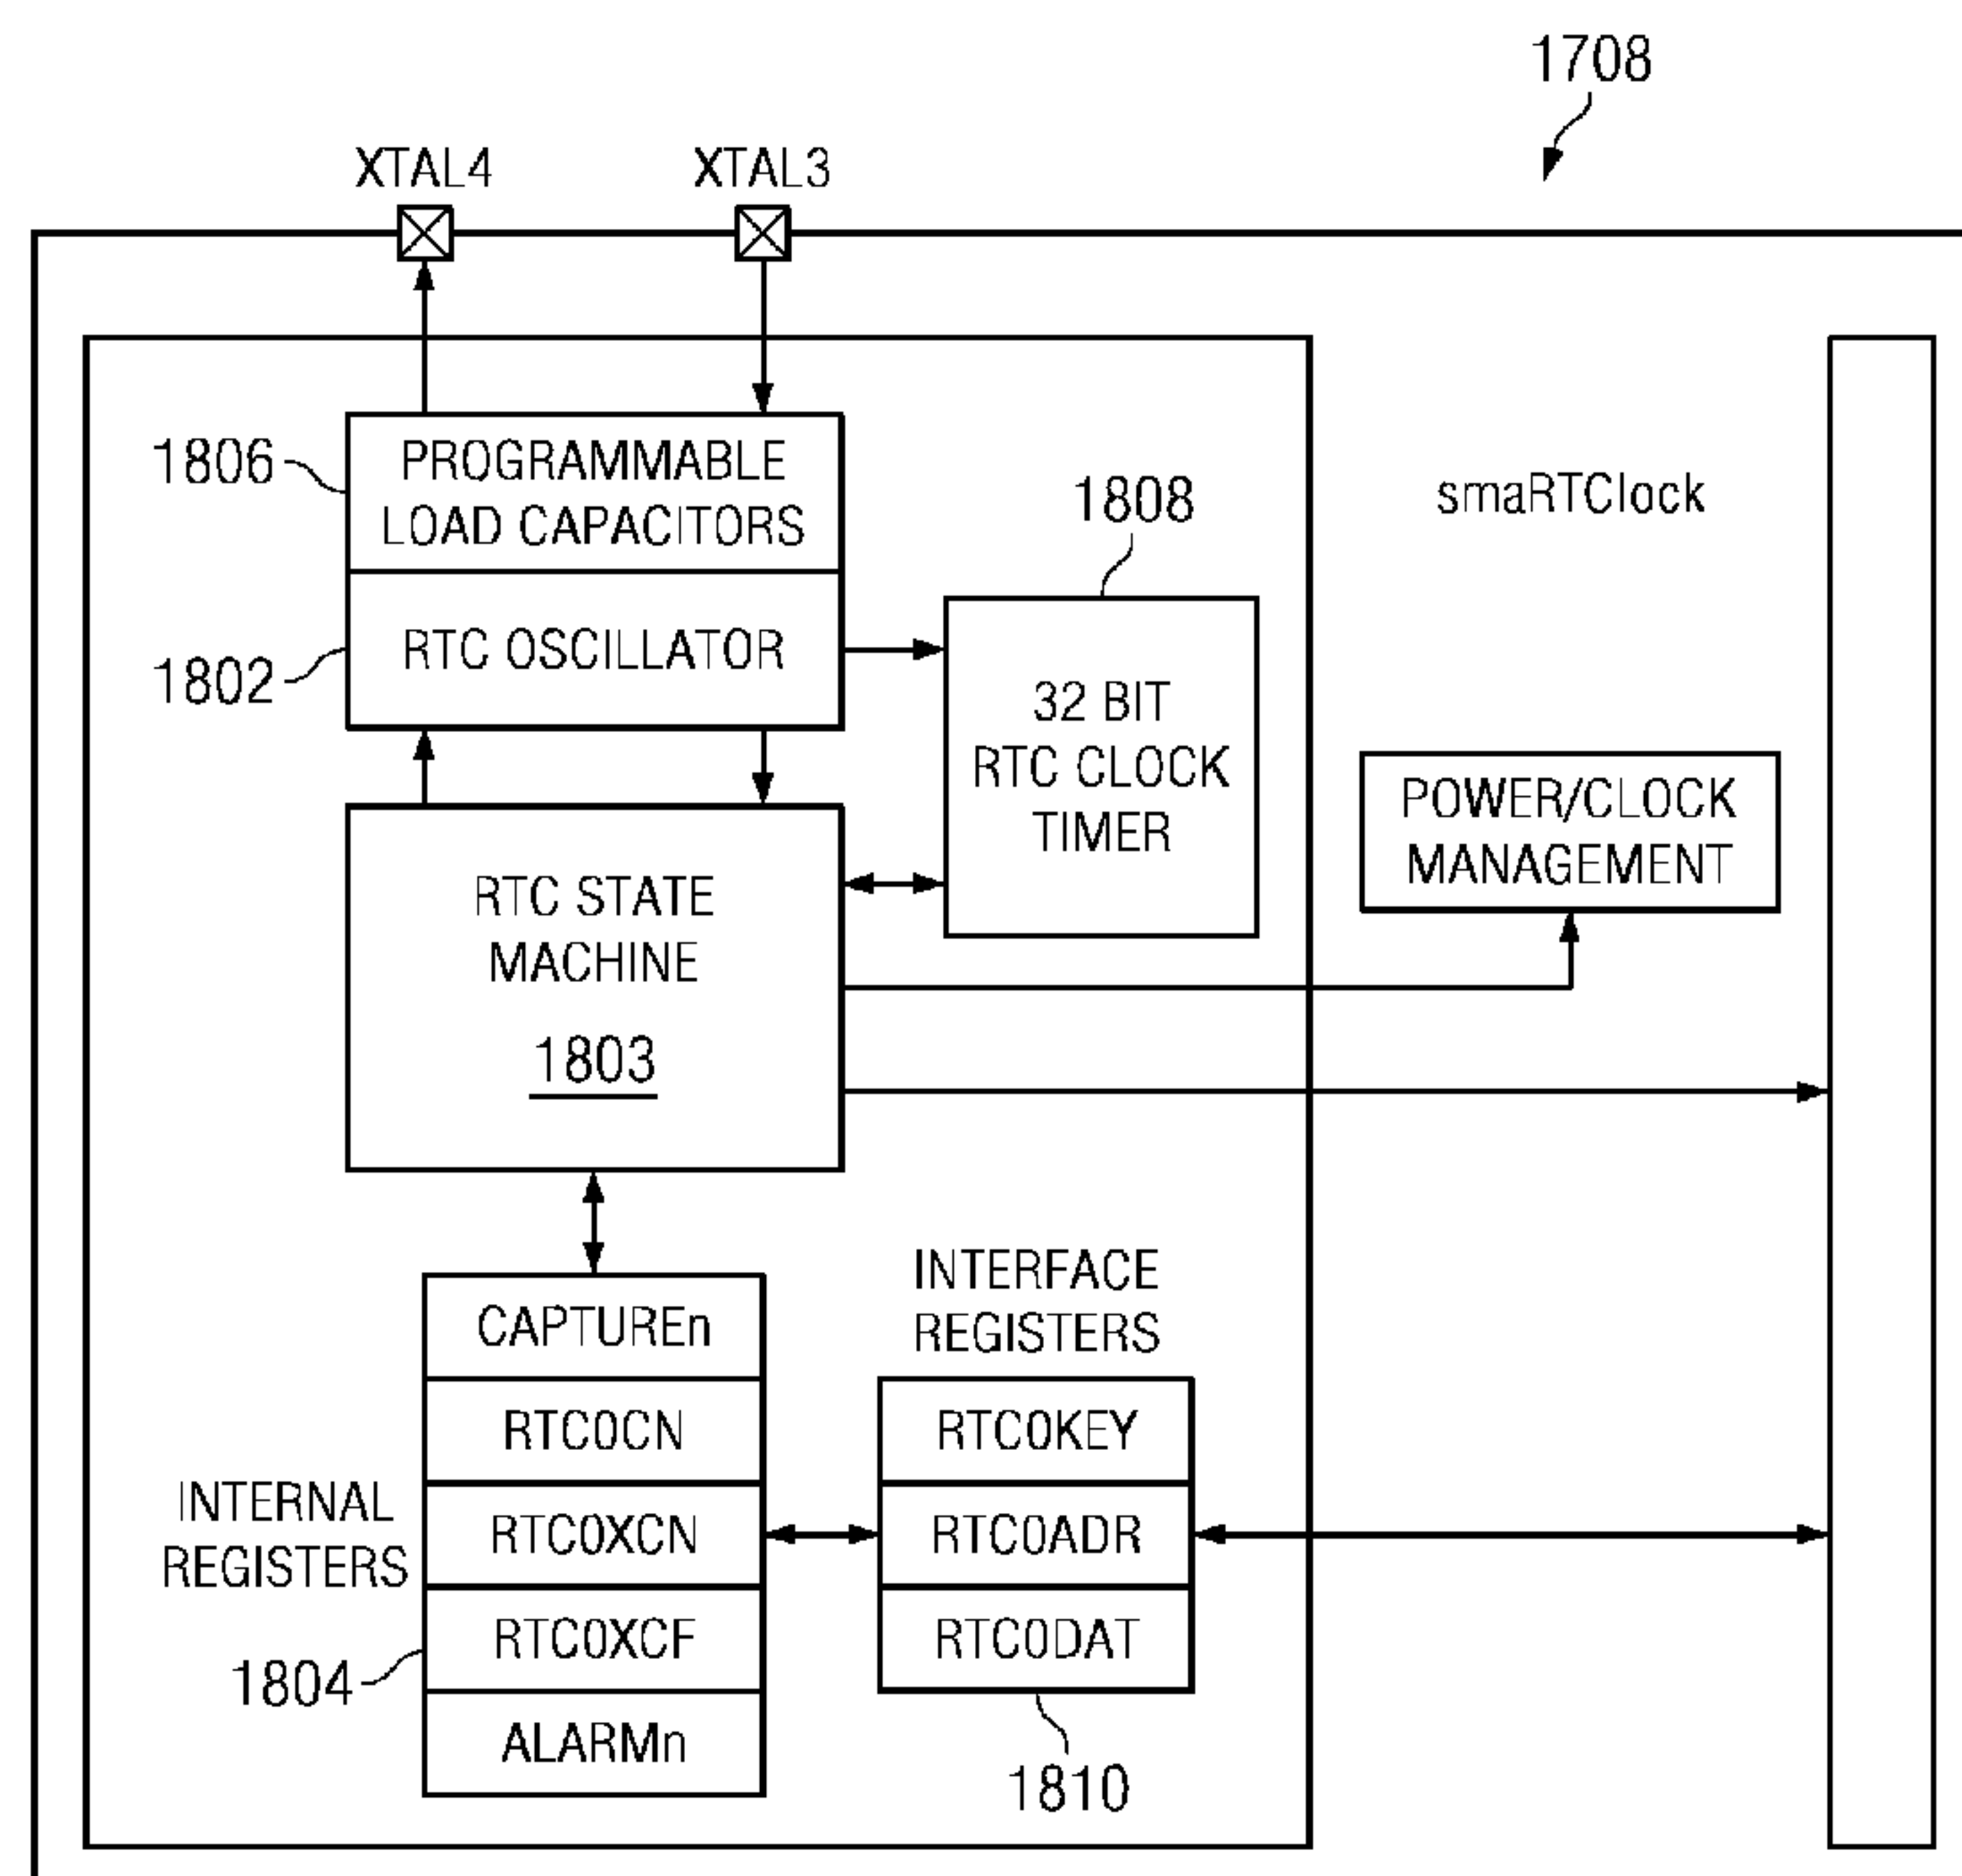 1708
XTAL4
XTAL3
1806
PROGRAMMABLE
LOAD CAPACITORS
1808
smaRTClock
1802
RTC OSCILLATOR
32 BIT
RTC CLOCK
TIMER
POWER/CLOCK
MANAGEMENT
RTC STATE
MACHINE
1803
INTERFACE
REGISTERS
CAPTUREn
RTC0CN
RTC0XCN
RTC0XCF
ALARMn
INTERNAL
REGISTERS
1804
RTC0KEY
RTC0ADR
RTC0DAT
1810